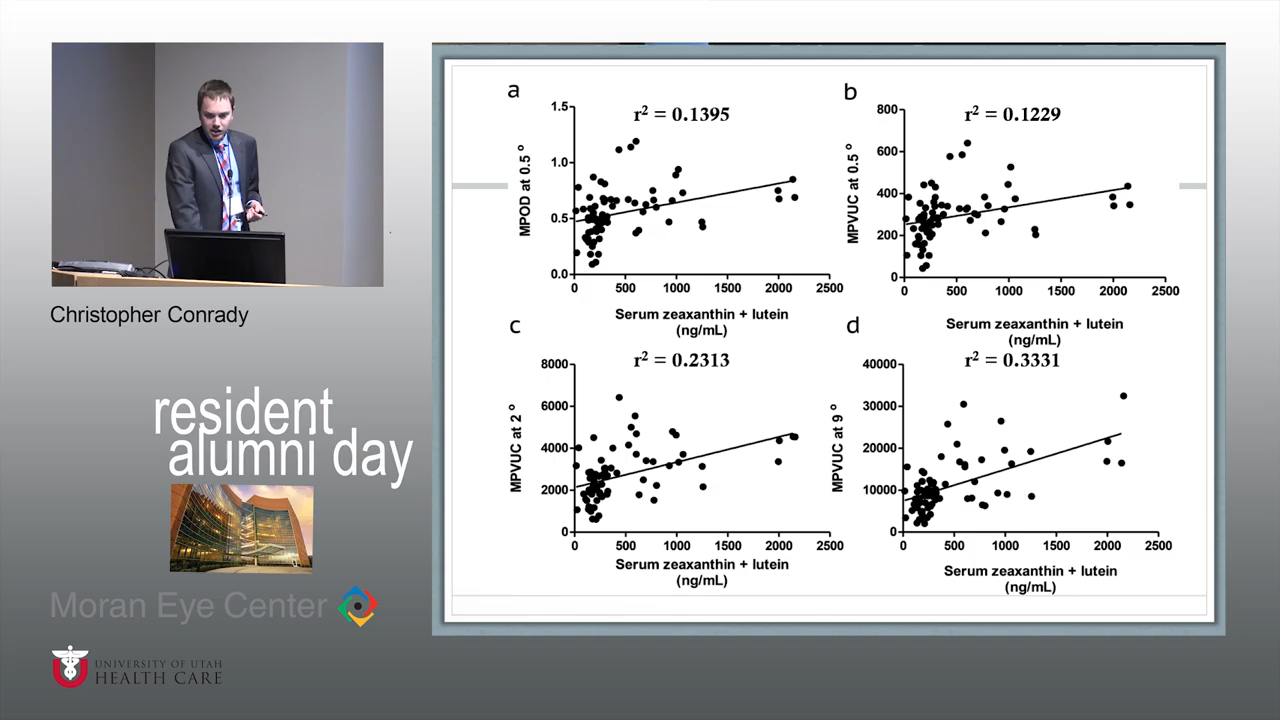 Christopher Conrady
resident
alumni day
Moran Eye Center
UNIVERSITY OF UTAH
HEALTH CARE
a
r² = 0.1395
MPOD at 0.5 °
1.5
1.0
0.5
0.0
0 500 1000 1500 2000 2500
Serum zeaxanthin + lutein
(ng/mL)
b
r² = 0.1229
MPVUC at 0.5 °
800
600
400
200
0
0 500 1000 1500 2000 2500
Serum zeaxanthin + lutein
(ng/mL)
c
r² = 0.2313
MPVUC at 2 °
8000
6000
4000
2000
0
0 500 1000 1500 2000 2500
Serum zeaxanthin + lutein
(ng/mL)
d
r² = 0.3331
MPVUC at 9 °
40000
30000
20000
10000
0
0 500 1000 1500 2000 2500
Serum zeaxanthin + lutein
(ng/mL)